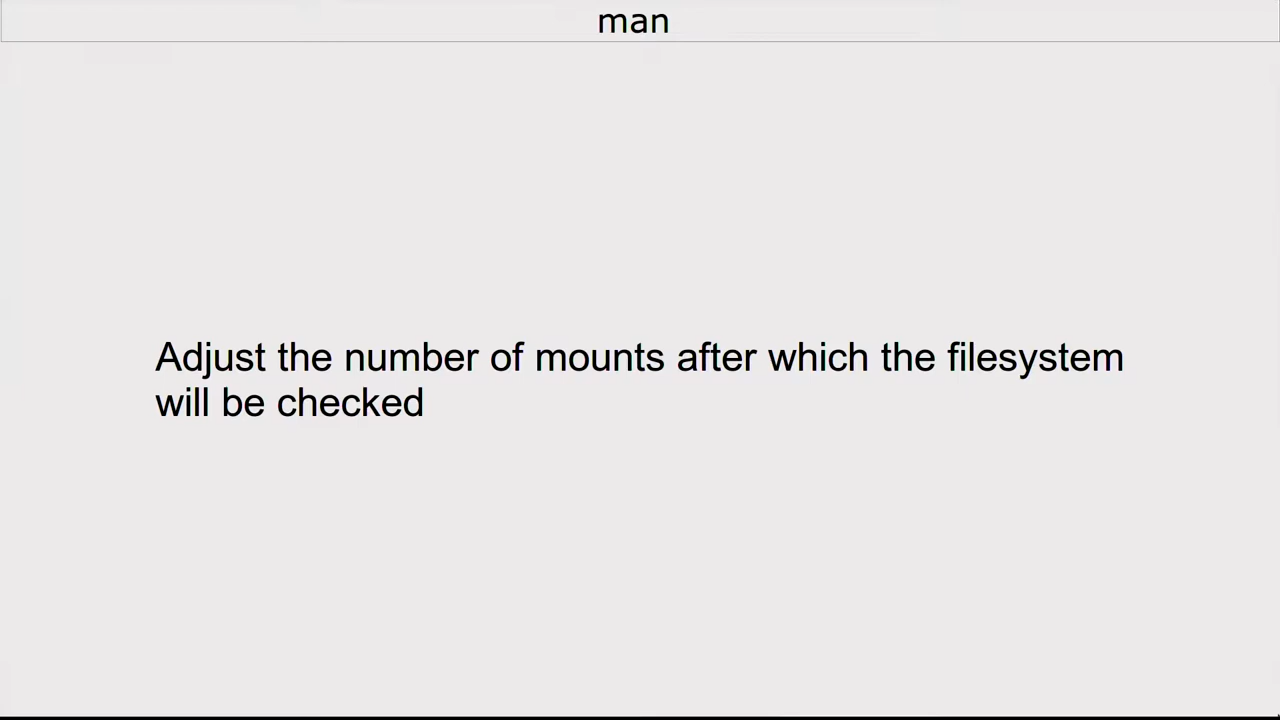 man
Adjust the number of mounts after which the filesystem
will be checked